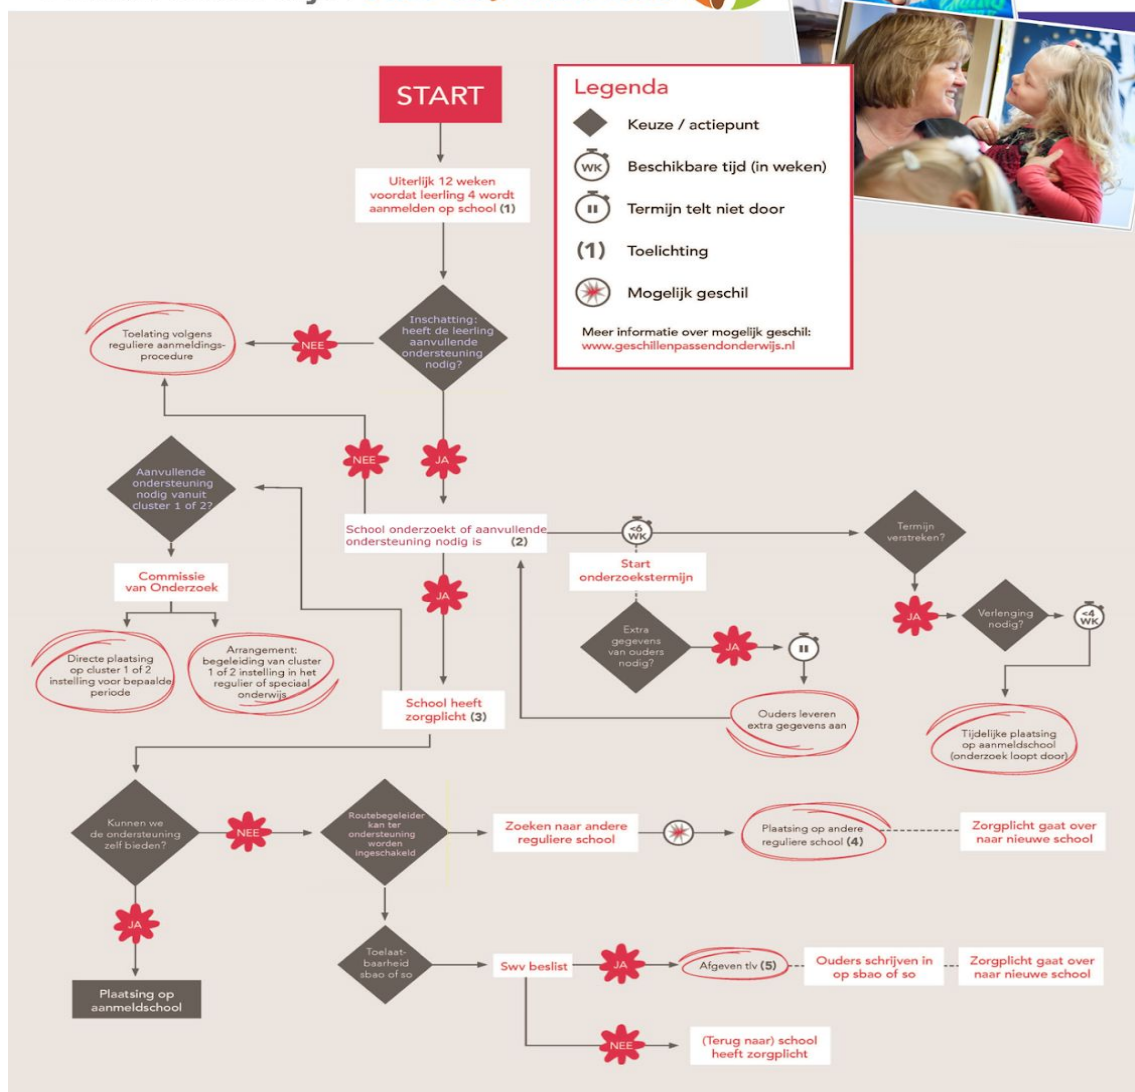 START
Uiterlijk 12 weken
voordat leerling 4 wordt
aanmelden op school (1)
Legenda
Keuze / actiepunt
WK
Beschikbare tijd (in weken)
Termijn telt niet door
(1)
Toelichting
Mogelijk geschil
Meer informatie over mogelijk geschil:
www.geschillenpassendonderwijs.nl
Inschatting:
heeft de leerling
aanvullende
ondersteuning
nodig?
NEE
Toelating volgens
reguliere aanmeldings-
procedure
NEE
JA
Aanvullende
ondersteuning
nodig vanuit
cluster 1 of 2?
School onderzoekt of aanvullende
ondersteuning nodig is (2)
<6
WK
Termijn
verstreken?
Start
onderzoekstermijn
Commissie
van Onderzoek
JA
Extra
gegevens
van ouders
nodig?
JA
JA
Verlenging
nodig?
<4
WK
Directe plaatsing
op cluster 1 of 2
instelling voor bepaalde
periode
Arrangement:
begeleiding van cluster
1 of 2 instelling in het
regulier of speciaal
onderwijs
School heeft
zorgplicht (3)
Ouders leveren
extra gegevens aan
Tijdelijke plaatsing
op aanmeldschool
(onderzoek loopt door)
Kunnen we
de ondersteuning
zelf bieden?
NEE
Routebegeleider
kan ter
ondersteuning
worden
ingeschakeld
Zoeken naar andere
reguliere school
Plaatsing op andere
reguliere school (4)
Zorgplicht gaat over
naar nieuwe school
JA
Plaatsing op
aanmeldschool
Toelaat-
baarheid
sbao of so
Swv beslist
JA
Afgeven tlv (5)
Ouders schrijven in
op sbao of so
Zorgplicht gaat over
naar nieuwe school
NEE
(Terug naar) school
heeft zorgplicht